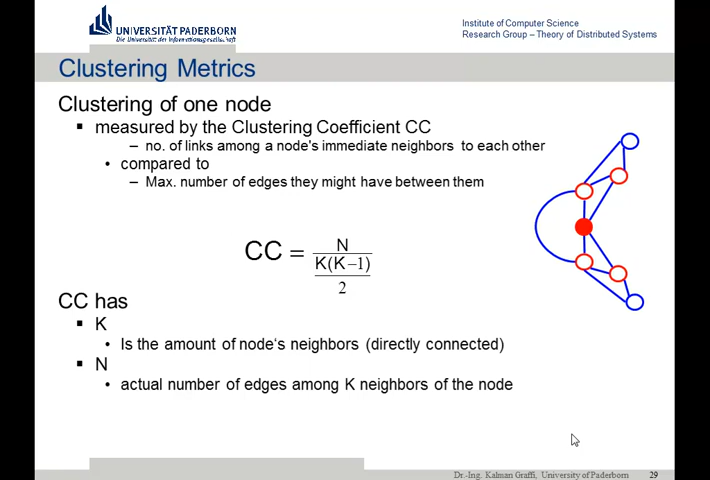 UNIVERSITÄT PADERBORN
Die Universität der Informationsgesellschaft
Institute of Computer Science
Research Group – Theory of Distributed Systems
Clustering Metrics
Clustering of one node
▪ measured by the Clustering Coefficient CC
– no. of links among a node's immediate neighbors to each other
• compared to
– Max. number of edges they might have between them
CC = N
K(K−1)
2
CC has
▪ K
• Is the amount of node‘s neighbors (directly connected)
▪ N
• actual number of edges among K neighbors of the node
Dr.-Ing. Kalman Graffi, University of Paderborn 29